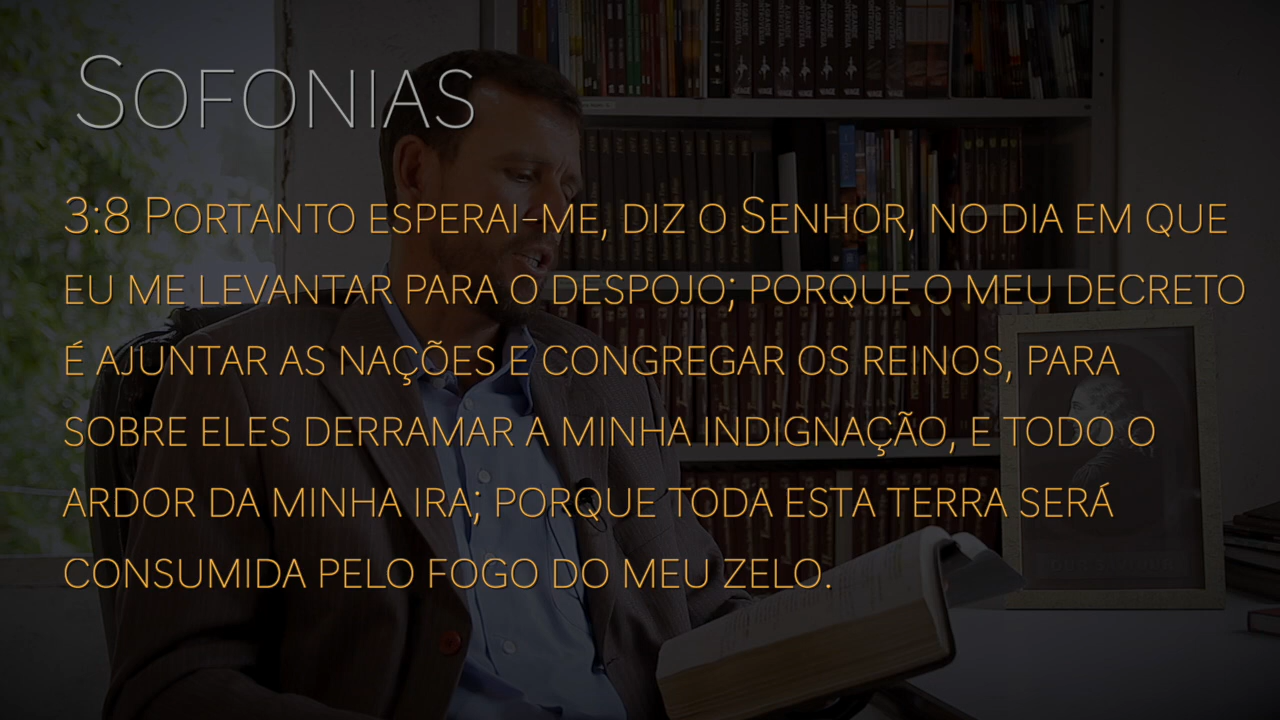 Sofonias
3:8 Portanto esperai-me, diz o Senhor, no dia em que
eu me levantar para o despojo; porque o meu decreto
é ajuntar as nações e congregar os reinos, para
sobre eles derramar a minha indignação, e todo o
ardor da minha ira; porque toda esta terra será
consumida pelo fogo do meu zelo.